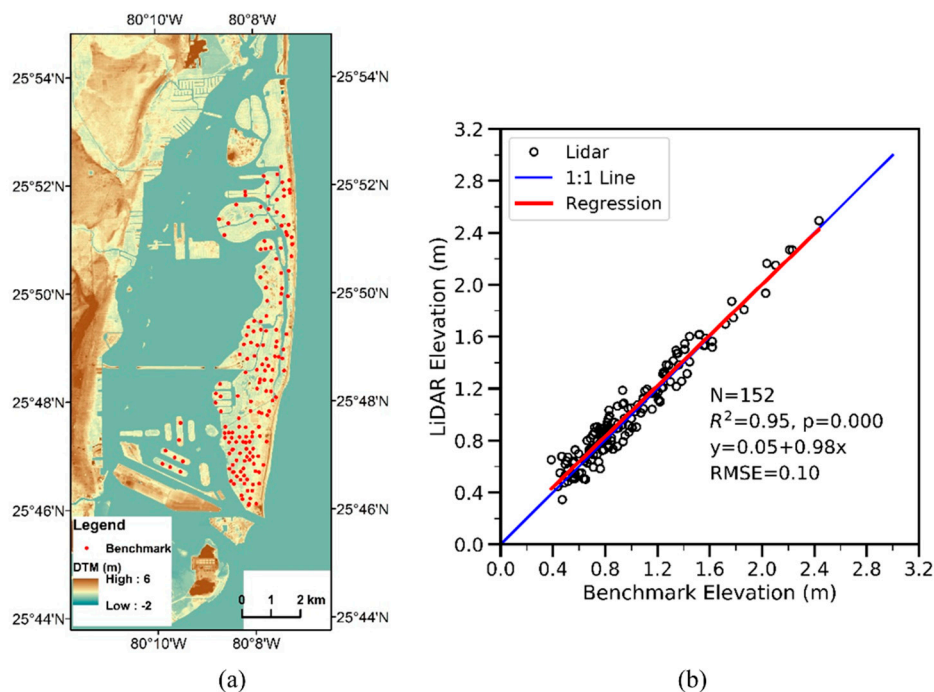 80°10'W 80°8'W
25°54'N 25°54'N
25°52'N 25°52'N
25°50'N 25°50'N
25°48'N 25°48'N
25°46'N 25°46'N
25°44'N 25°44'N
Legend
Benchmark
DTM (m)
High : 6
Low : -2
0 1 2 km
80°10'W 80°8'W
(a)
3.2
2.8
2.4
2.0
1.6
1.2
0.8
0.4
0.0
LiDAR Elevation (m)
Lidar
1:1 Line
Regression
N=152
R²=0.95, p=0.000
y=0.05+0.98x
RMSE=0.10
0.0 0.4 0.8 1.2 1.6 2.0 2.4 2.8 3.2
Benchmark Elevation (m)
(b)